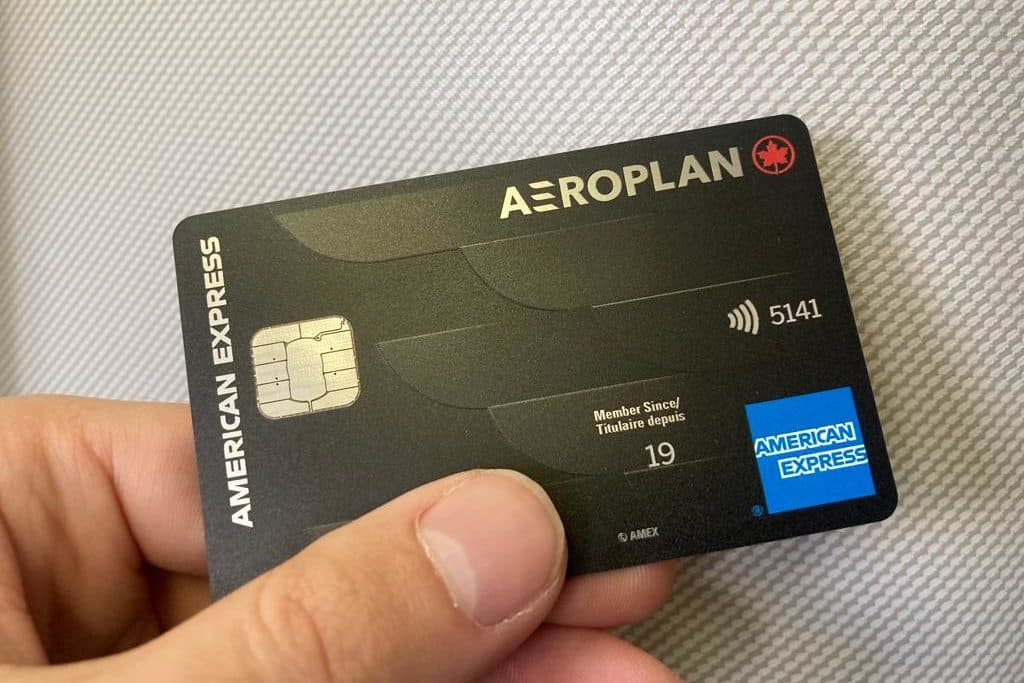 AEROPLAN
AMERICAN EXPRESS
5141
Member Since/
Titulaire depuis
19
AMERICAN
EXPRESS
®
© AMEX